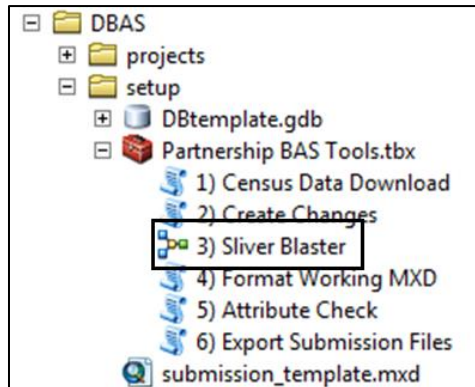 DBAS
projects
setup
DBtemplate.gdb
Partnership BAS Tools.tbx
1) Census Data Download
2) Create Changes
3) Sliver Blaster
4) Format Working MXD
5) Attribute Check
6) Export Submission Files
submission_template.mxd